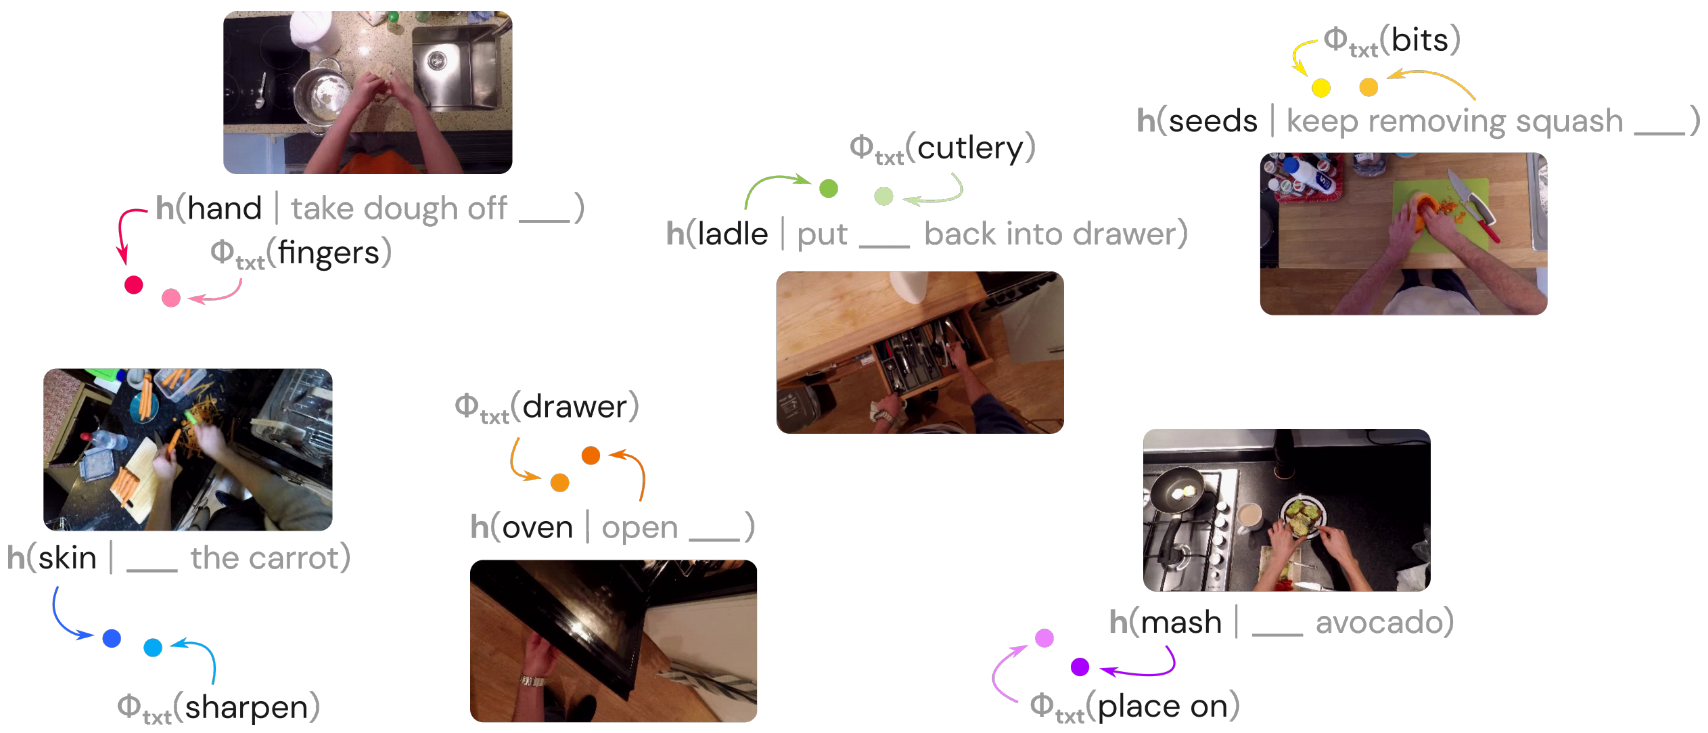 h(hand | take dough off ___)
Φtxt(fingers)
Φtxt(cutlery)
h(ladle | put ___ back into drawer)
Φtxt(bits)
h(seeds | keep removing squash ___)
h(skin | ___ the carrot)
Φtxt(sharpen)
Φtxt(drawer)
h(oven | open ___)
h(mash | ___ avocado)
Φtxt(place on)